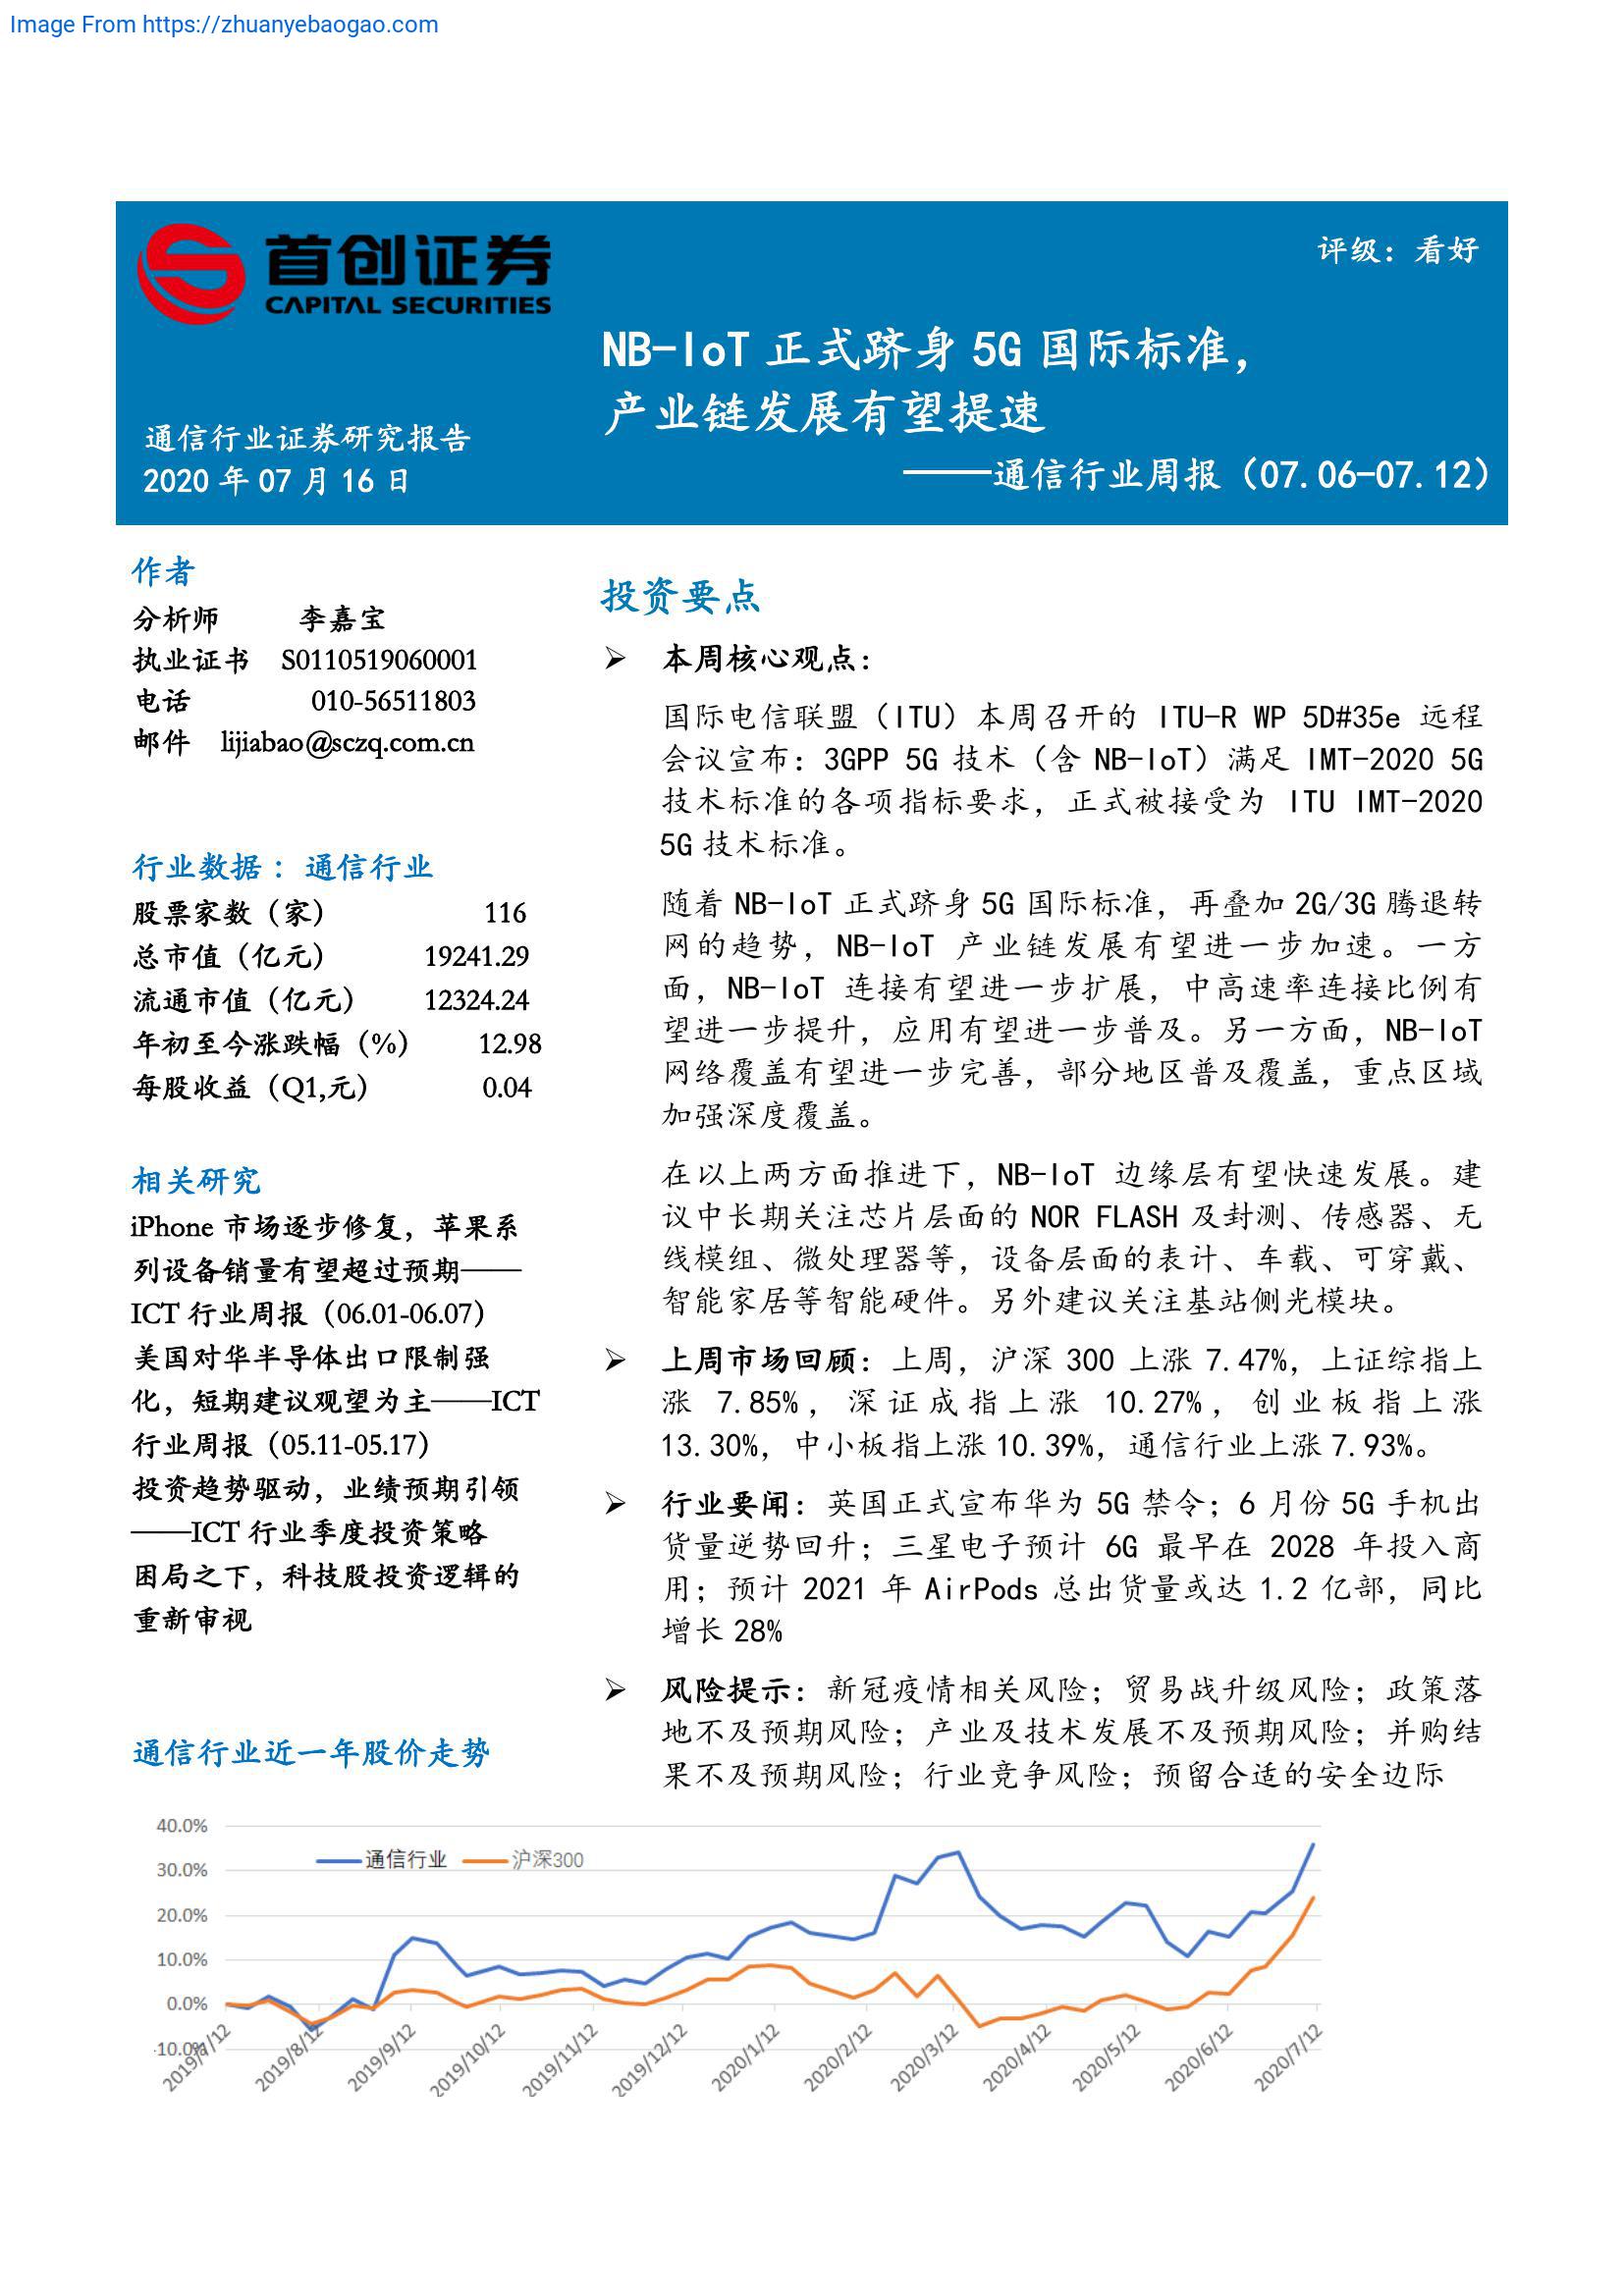 Image From https://zhuanyebaogao.com
首创证券
CAPITAL SECURITIES
评级：看好
NB-IoT 正式跻身 5G 国际标准，
产业链发展有望提速
——通信行业周报（07.06-07.12）
通信行业证券研究报告
2020 年 07 月 16 日
作者
分析师 李嘉宝
执业证书 S0110519060001
电话 010-56511803
邮件 lijiabao@sczq.com.cn
行业数据： 通信行业
股票家数（家） 116
总市值（亿元） 19241.29
流通市值（亿元） 12324.24
年初至今涨跌幅（%） 12.98
每股收益（Q1,元） 0.04
相关研究
iPhone 市场逐步修复，苹果系
列设备销量有望超过预期——
ICT 行业周报（06.01-06.07）
美国对华半导体出口限制强
化，短期建议观望为主——ICT
行业周报（05.11-05.17）
投资趋势驱动，业绩预期引领
——ICT 行业季度投资策略
困局之下，科技股投资逻辑的
重新审视
投资要点
➢ 本周核心观点：
国际电信联盟（ITU）本周召开的 ITU-R WP 5D#35e 远程
会议宣布：3GPP 5G 技术（含 NB-IoT）满足 IMT-2020 5G
技术标准的各项指标要求，正式被接受为 ITU IMT-2020
5G 技术标准。
随着 NB-IoT 正式跻身 5G 国际标准，再叠加 2G/3G 腾退转
网的趋势，NB-IoT 产业链发展有望进一步加速。一方
面，NB-IoT 连接有望进一步扩展，中高速率连接比例有
望进一步提升，应用有望进一步普及。另一方面，NB-IoT
网络覆盖有望进一步完善，部分地区普及覆盖，重点区域
加强深度覆盖。
在以上两方面推进下，NB-IoT 边缘层有望快速发展。建
议中长期关注芯片层面的 NOR FLASH 及封测、传感器、无
线模组、微处理器等，设备层面的表计、车载、可穿戴、
智能家居等智能硬件。另外建议关注基站侧光模块。
➢ 上周市场回顾：上周，沪深 300 上涨 7.47%，上证综指上
涨 7.85%，深证成指上涨 10.27%，创业板指上涨
13.30%，中小板指上涨 10.39%，通信行业上涨 7.93%。
➢ 行业要闻：英国正式宣布华为 5G 禁令；6 月份 5G 手机出
货量逆势回升；三星电子预计 6G 最早在 2028 年投入商
用；预计 2021 年 AirPods 总出货量或达 1.2 亿部，同比
增长 28%
➢ 风险提示：新冠疫情相关风险；贸易战升级风险；政策落
地不及预期风险；产业及技术发展不及预期风险；并购结
果不及预期风险；行业竞争风险；预留合适的安全边际
通信行业近一年股价走势
通信行业 沪深300
40.0%
30.0%
20.0%
10.0%
0.0%
-10.0%
2019/7/12 2019/8/12 2019/9/12 2019/10/12 2019/11/12 2019/12/12 2020/1/12 2020/2/12 2020/3/12 2020/4/12 2020/5/12 2020/6/12 2020/7/12